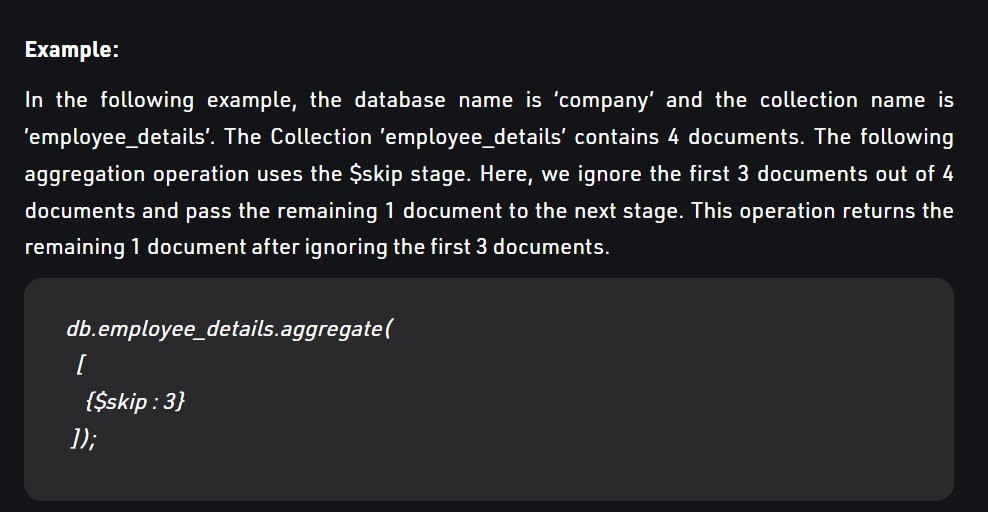 Example:
In the following example, the database name is ‘company’ and the collection name is
’employee_details’. The Collection ’employee_details’ contains 4 documents. The following
aggregation operation uses the $skip stage. Here, we ignore the first 3 documents out of 4
documents and pass the remaining 1 document to the next stage. This operation returns the
remaining 1 document after ignoring the first 3 documents.
db.employee_details.aggregate(
[
{$skip : 3}
]);